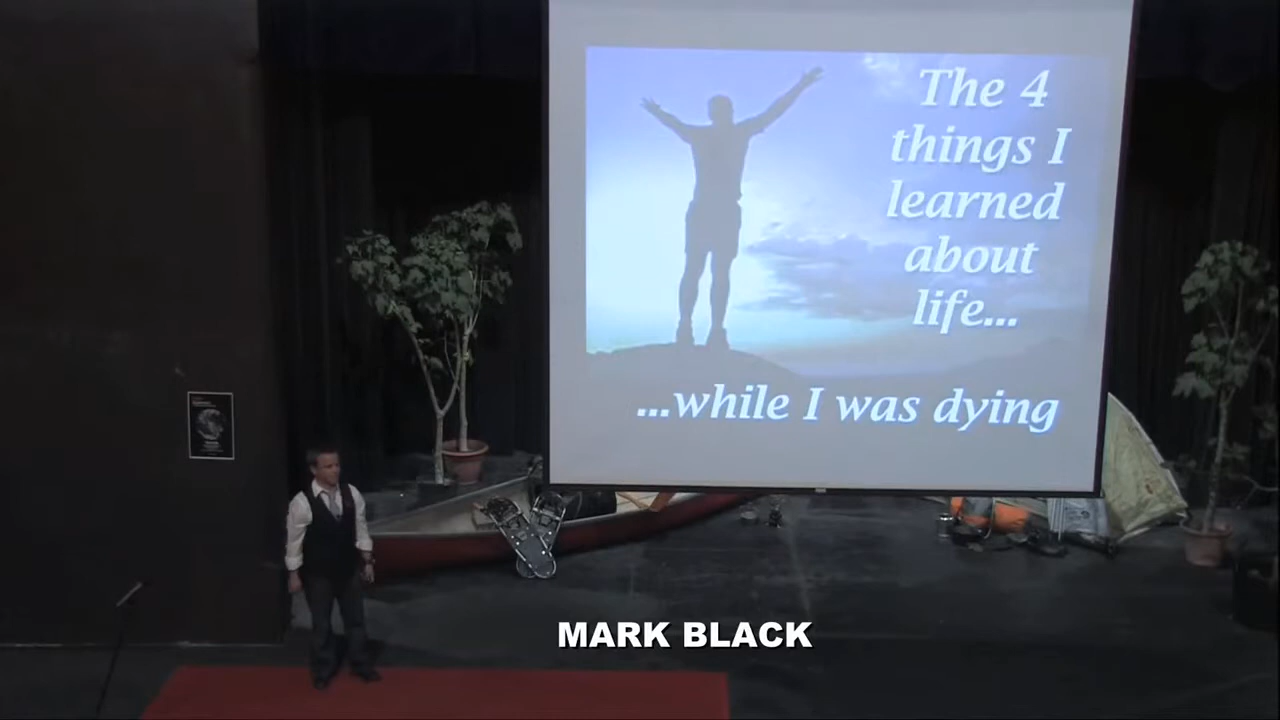 The 4
things I
learned
about
life...
...while I was dying
MARK BLACK